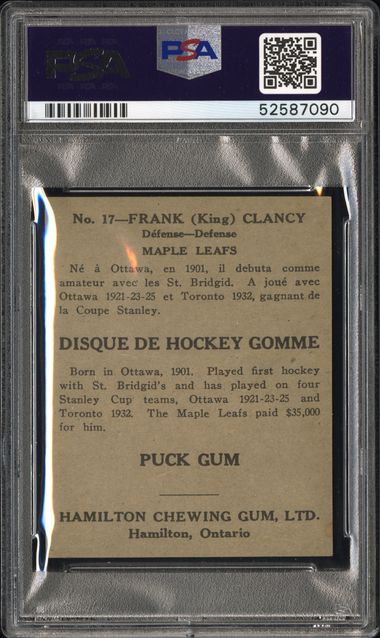 PSA
PSA
52587090
No. 17—FRANK (King) CLANCY
Défense—Defense
MAPLE LEAFS
Né à Ottawa, en 1901, il debuta comme
amateur avec les St. Bridgid. A joué avec
Ottawa 1921-23-25 et Toronto 1932, gagnant de
la Coupe Stanley.
DISQUE DE HOCKEY GOMME
Born in Ottawa, 1901. Played first hockey
with St. Bridgid's and has played on four
Stanley Cup teams, Ottawa 1921-23-25 and
Toronto 1932. The Maple Leafs paid $35,000
for him.
PUCK GUM
HAMILTON CHEWING GUM, LTD.
Hamilton, Ontario